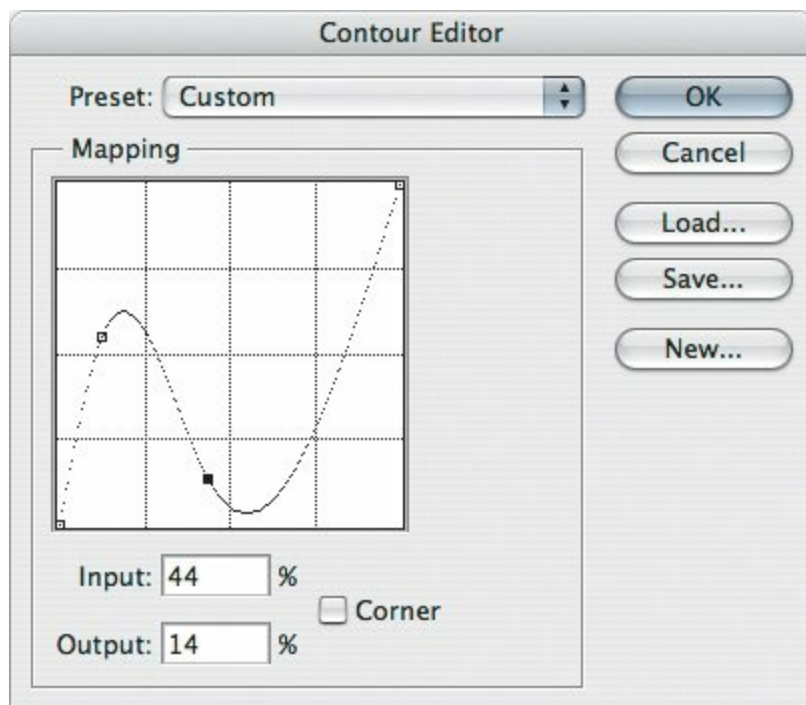 Contour Editor
Preset: Custom
OK
Mapping
Cancel
Load...
Save...
New...
Input: 44 %
Corner
Output: 14 %